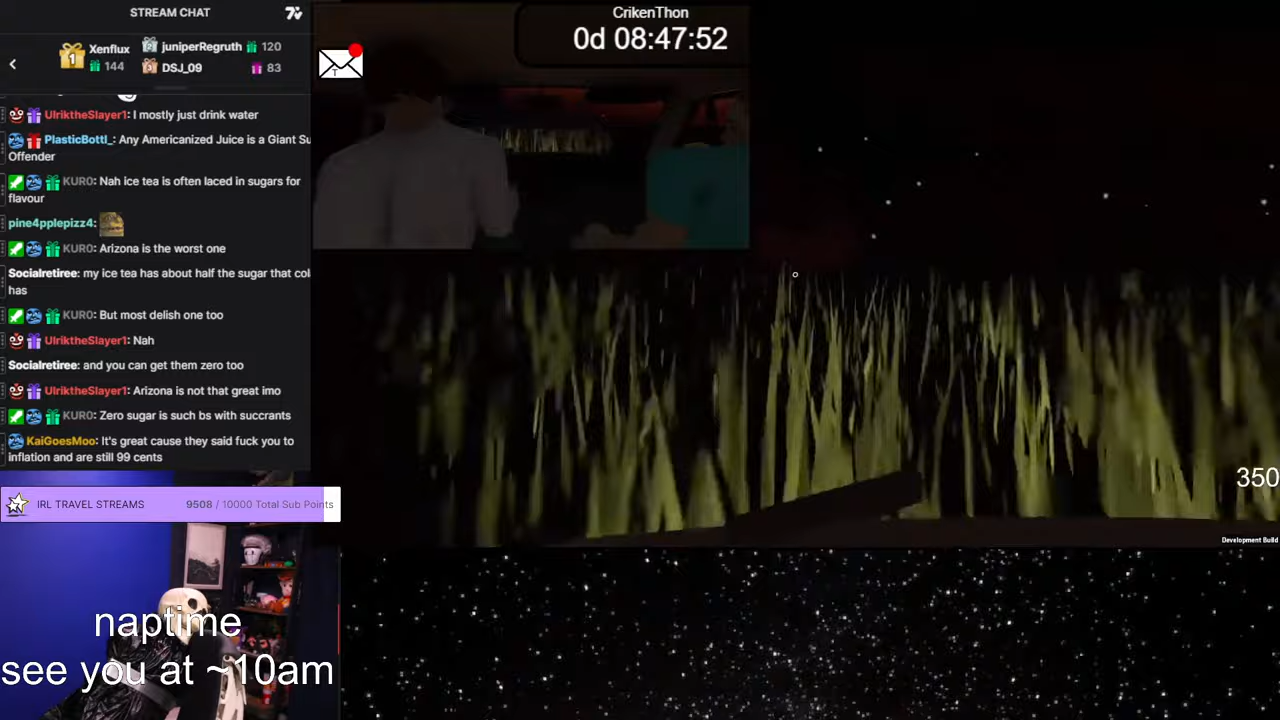 STREAM CHAT
Xenflux
144
juniperRegruth 120
DSJ_09 83
UlriktheSlayer1: I mostly just drink water
PlasticBottl_: Any Americanized Juice is a Giant Su
Offender
KUR0: Nah ice tea is often laced in sugars for
flavour
pine4pplepizz4:
KUR0: Arizona is the worst one
Socialretiree: my ice tea has about half the sugar that col
has
KUR0: But most delish one too
UlriktheSlayer1: Nah
Socialretiree: and you can get them zero too
UlriktheSlayer1: Arizona is not that great imo
KUR0: Zero sugar is such bs with succrants
KaiGoesMoo: It's great cause they said fuck you to
inflation and are still 99 cents
IRL TRAVEL STREAMS 9508 / 10000 Total Sub Points
naptime
see you at ~10am
CrikenThon
0d 08:47:52
350
Development Build